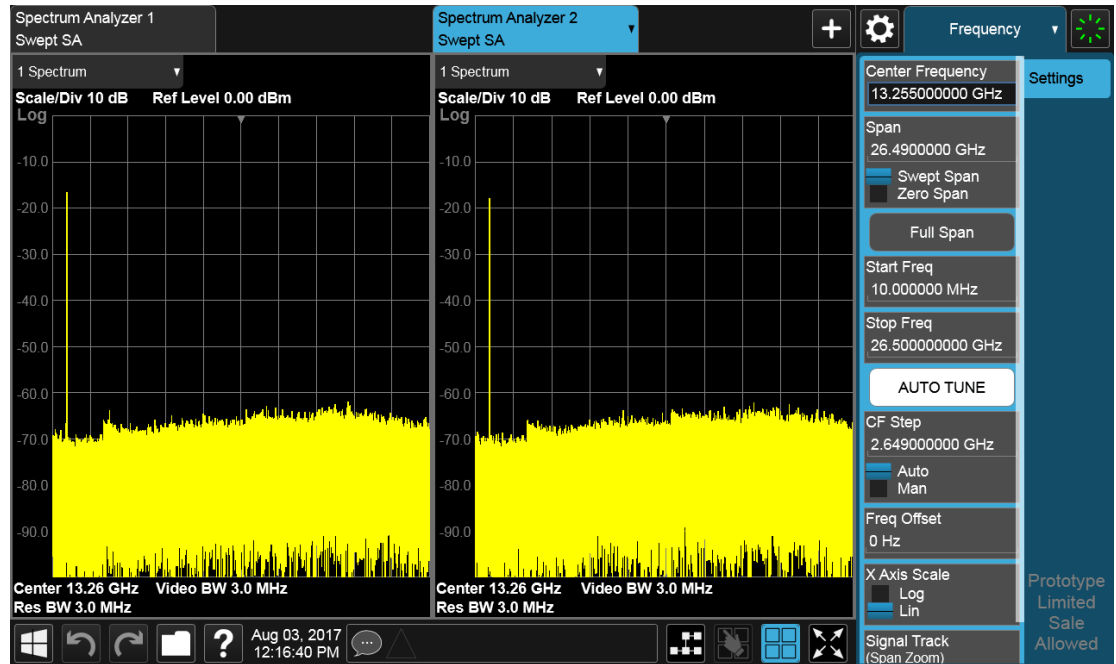 Spectrum Analyzer 1
Swept SA
Spectrum Analyzer 2
Swept SA
+
Frequency
1 Spectrum
Scale/Div 10 dB Ref Level 0.00 dBm
Log
-10.0
-20.0
-30.0
-40.0
-50.0
-60.0
-70.0
-80.0
-90.0
Center 13.26 GHz Video BW 3.0 MHz
Res BW 3.0 MHz
1 Spectrum
Scale/Div 10 dB Ref Level 0.00 dBm
Log
-10.0
-20.0
-30.0
-40.0
-50.0
-60.0
-70.0
-80.0
-90.0
Center 13.26 GHz Video BW 3.0 MHz
Res BW 3.0 MHz
Center Frequency
13.255000000 GHz
Span
26.4900000 GHz
Swept Span
Zero Span
Full Span
Start Freq
10.000000 MHz
Stop Freq
26.500000000 GHz
AUTO TUNE
CF Step
2.649000000 GHz
Auto
Man
Freq Offset
0 Hz
X Axis Scale
Log
Lin
Signal Track
(Span Zoom)
Settings
Prototype
Limited
Sale
Allowed
?
Aug 03, 2017
12:16:40 PM